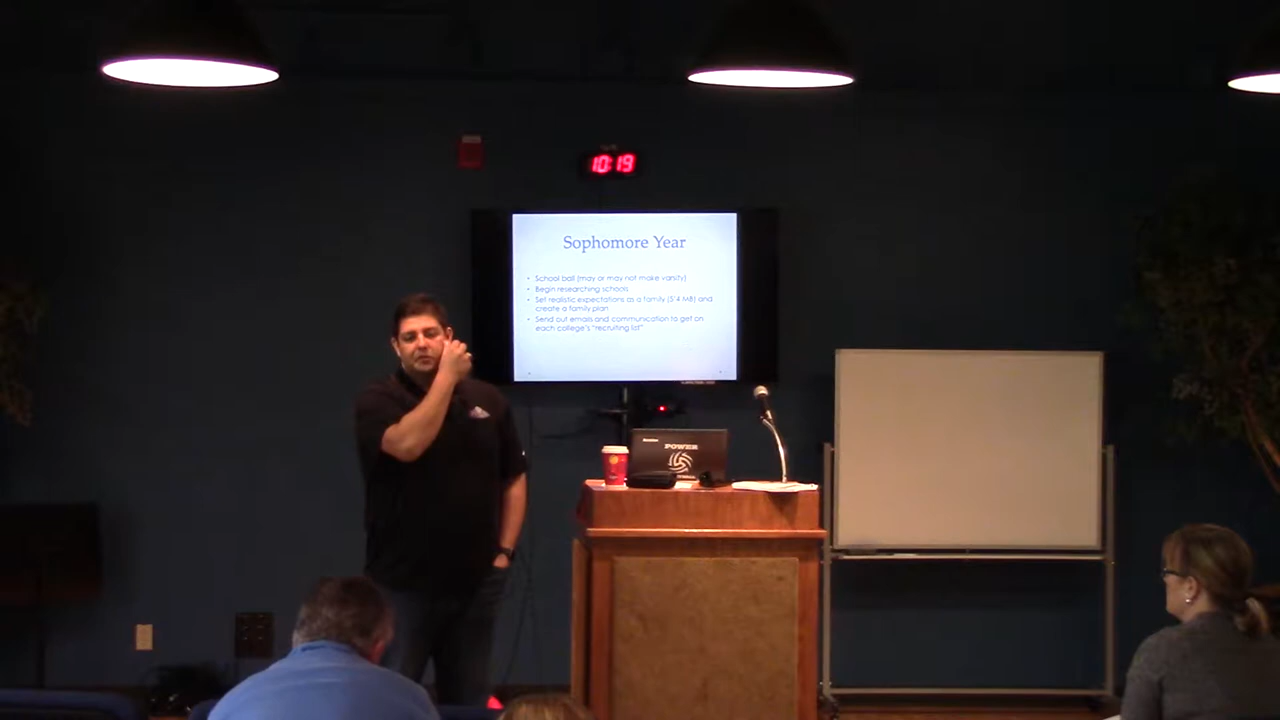 10:19
Sophomore Year
• School ball (may or may not make vanity)
• Begin researching schools
• Set realistic expectations as a family (5'4 MB) and
create a family plan
• Send out emails and communication to get on
each college's "recruiting list"
POWER